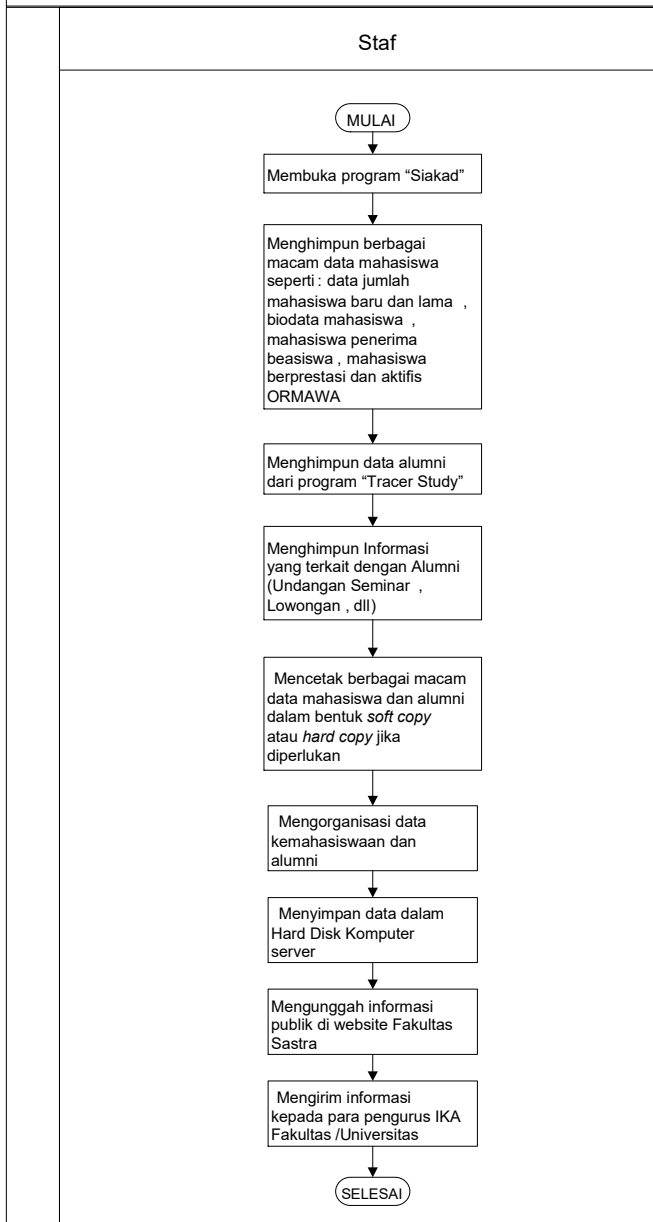 Staf
MULAI
Membuka program “Siakad”
Menghimpun berbagai
macam data mahasiswa
seperti : data jumlah
mahasiswa baru dan lama ,
biodata mahasiswa ,
mahasiswa penerima
beasiswa , mahasiswa
berprestasi dan aktifis
ORMAWA
Menghimpun data alumni
dari program “Tracer Study”
Menghimpun Informasi
yang terkait dengan Alumni
(Undangan Seminar ,
Lowongan , dll)
Mencetak berbagai macam
data mahasiswa dan alumni
dalam bentuk soft copy
atau hard copy jika
diperlukan
Mengorganisasi data
kemahasiswaan dan
alumni
Menyimpan data dalam
Hard Disk Komputer
server
Mengunggah informasi
publik di website Fakultas
Sastra
Mengirim informasi
kepada para pengurus IKA
Fakultas /Universitas
SELESAI